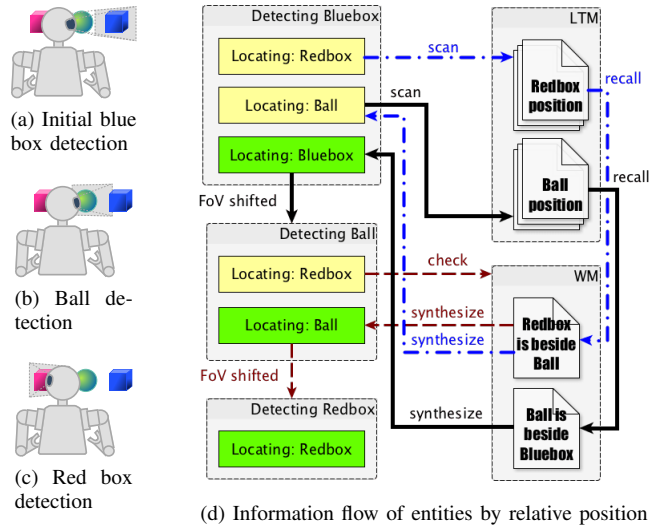 (a) Initial blue
box detection
(b) Ball de-
tection
(c) Red box
detection
Detecting Bluebox
Locating: Redbox
Locating: Ball
Locating: Bluebox
FoV shifted
Detecting Ball
Locating: Redbox
Locating: Ball
FoV shifted
Detecting Redbox
Locating: Redbox
scan
scan
check
synthesize
synthesize
synthesize
LTM
Redbox
position
recall
Ball
position
recall
WM
Redbox
is beside
Ball
Ball is
beside
Bluebox
(d) Information flow of entities by relative position